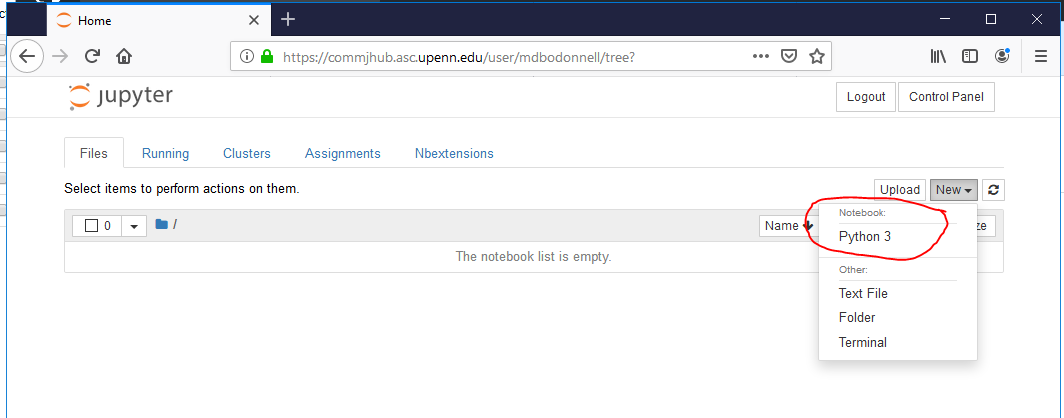 Home
https://commjhub.asc.upenn.edu/user/mdbodonnell/tree?
jupyter
Logout Control Panel
Files Running Clusters Assignments Nbextensions
Select items to perform actions on them.
Upload New
0 / Name ze
Notebook:
Python 3
The notebook list is empty.
Other:
Text File
Folder
Terminal